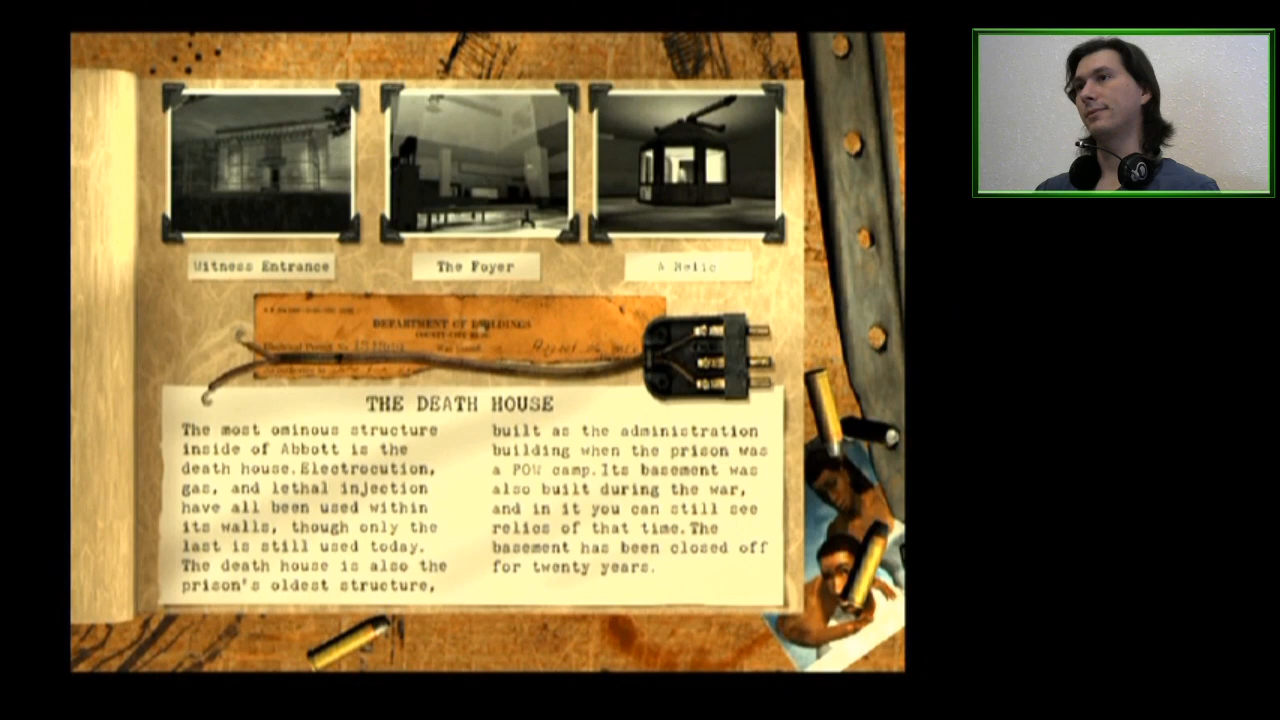 Witness Entrance
The Foyer
A Relic
DEPARTMENT OF BUILDINGS
Electrical Permit No.
THE DEATH HOUSE
The most ominous structure
inside of Abbott is the
death house.Electrocution,
gas, and lethal injection
have all been used within
its walls, though only the
last is still used today.
The death house is also the
prison's oldest structure,
built as the administration
building when the prison was
a POW camp.Its basement was
also built during the war,
and in it you can still see
relics of that time.The
basement has been closed off
for twenty years.